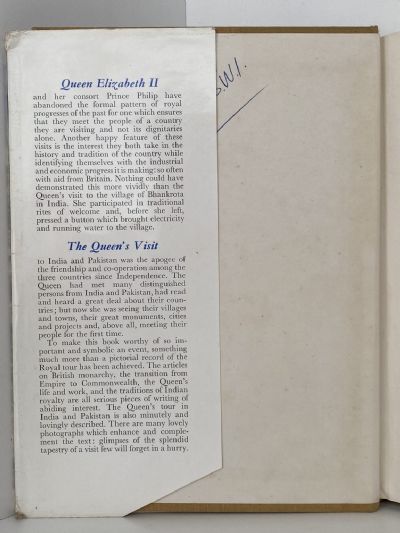 Queen Elizabeth II
and her consort Prince Philip have
abandoned the formal pattern of royal
progresses of the past for one which ensures
that they meet the people of a country
they are visiting and not its dignitaries
alone. Another happy feature of these
visits is the interest they both take in the
history and tradition of the country while
identifying themselves with the industrial
and economic progress it is making: so often
with aid from Britain. Nothing could have
demonstrated this more vividly than the
Queen's visit to the village of Bhankrota
in India. She participated in traditional
rites of welcome and, before she left,
pressed a button which brought electricity
and running water to the village.
The Queen's Visit
to India and Pakistan was the apogee of
the friendship and co-operation among the
three countries since Independence. The
Queen had met many distinguished
persons from India and Pakistan, had read
and heard a great deal about their coun-
tries; but now she was seeing their villages
and towns, their great monuments, cities
and projects and, above all, meeting their
people for the first time.
To make this book worthy of so im-
portant and symbolic an event, something
much more than a pictorial record of the
Royal tour has been achieved. The articles
on British monarchy, the transition from
Empire to Commonwealth, the Queen's
life and work, and the traditions of Indian
royalty are all serious pieces of writing of
abiding interest. The Queen's tour in
India and Pakistan is also minutely and
lovingly described. There are many lovely
photographs which enhance and comple-
ment the text: glimpses of the splendid
tapestry of a visit few will forget in a hurry.
S.W.1.